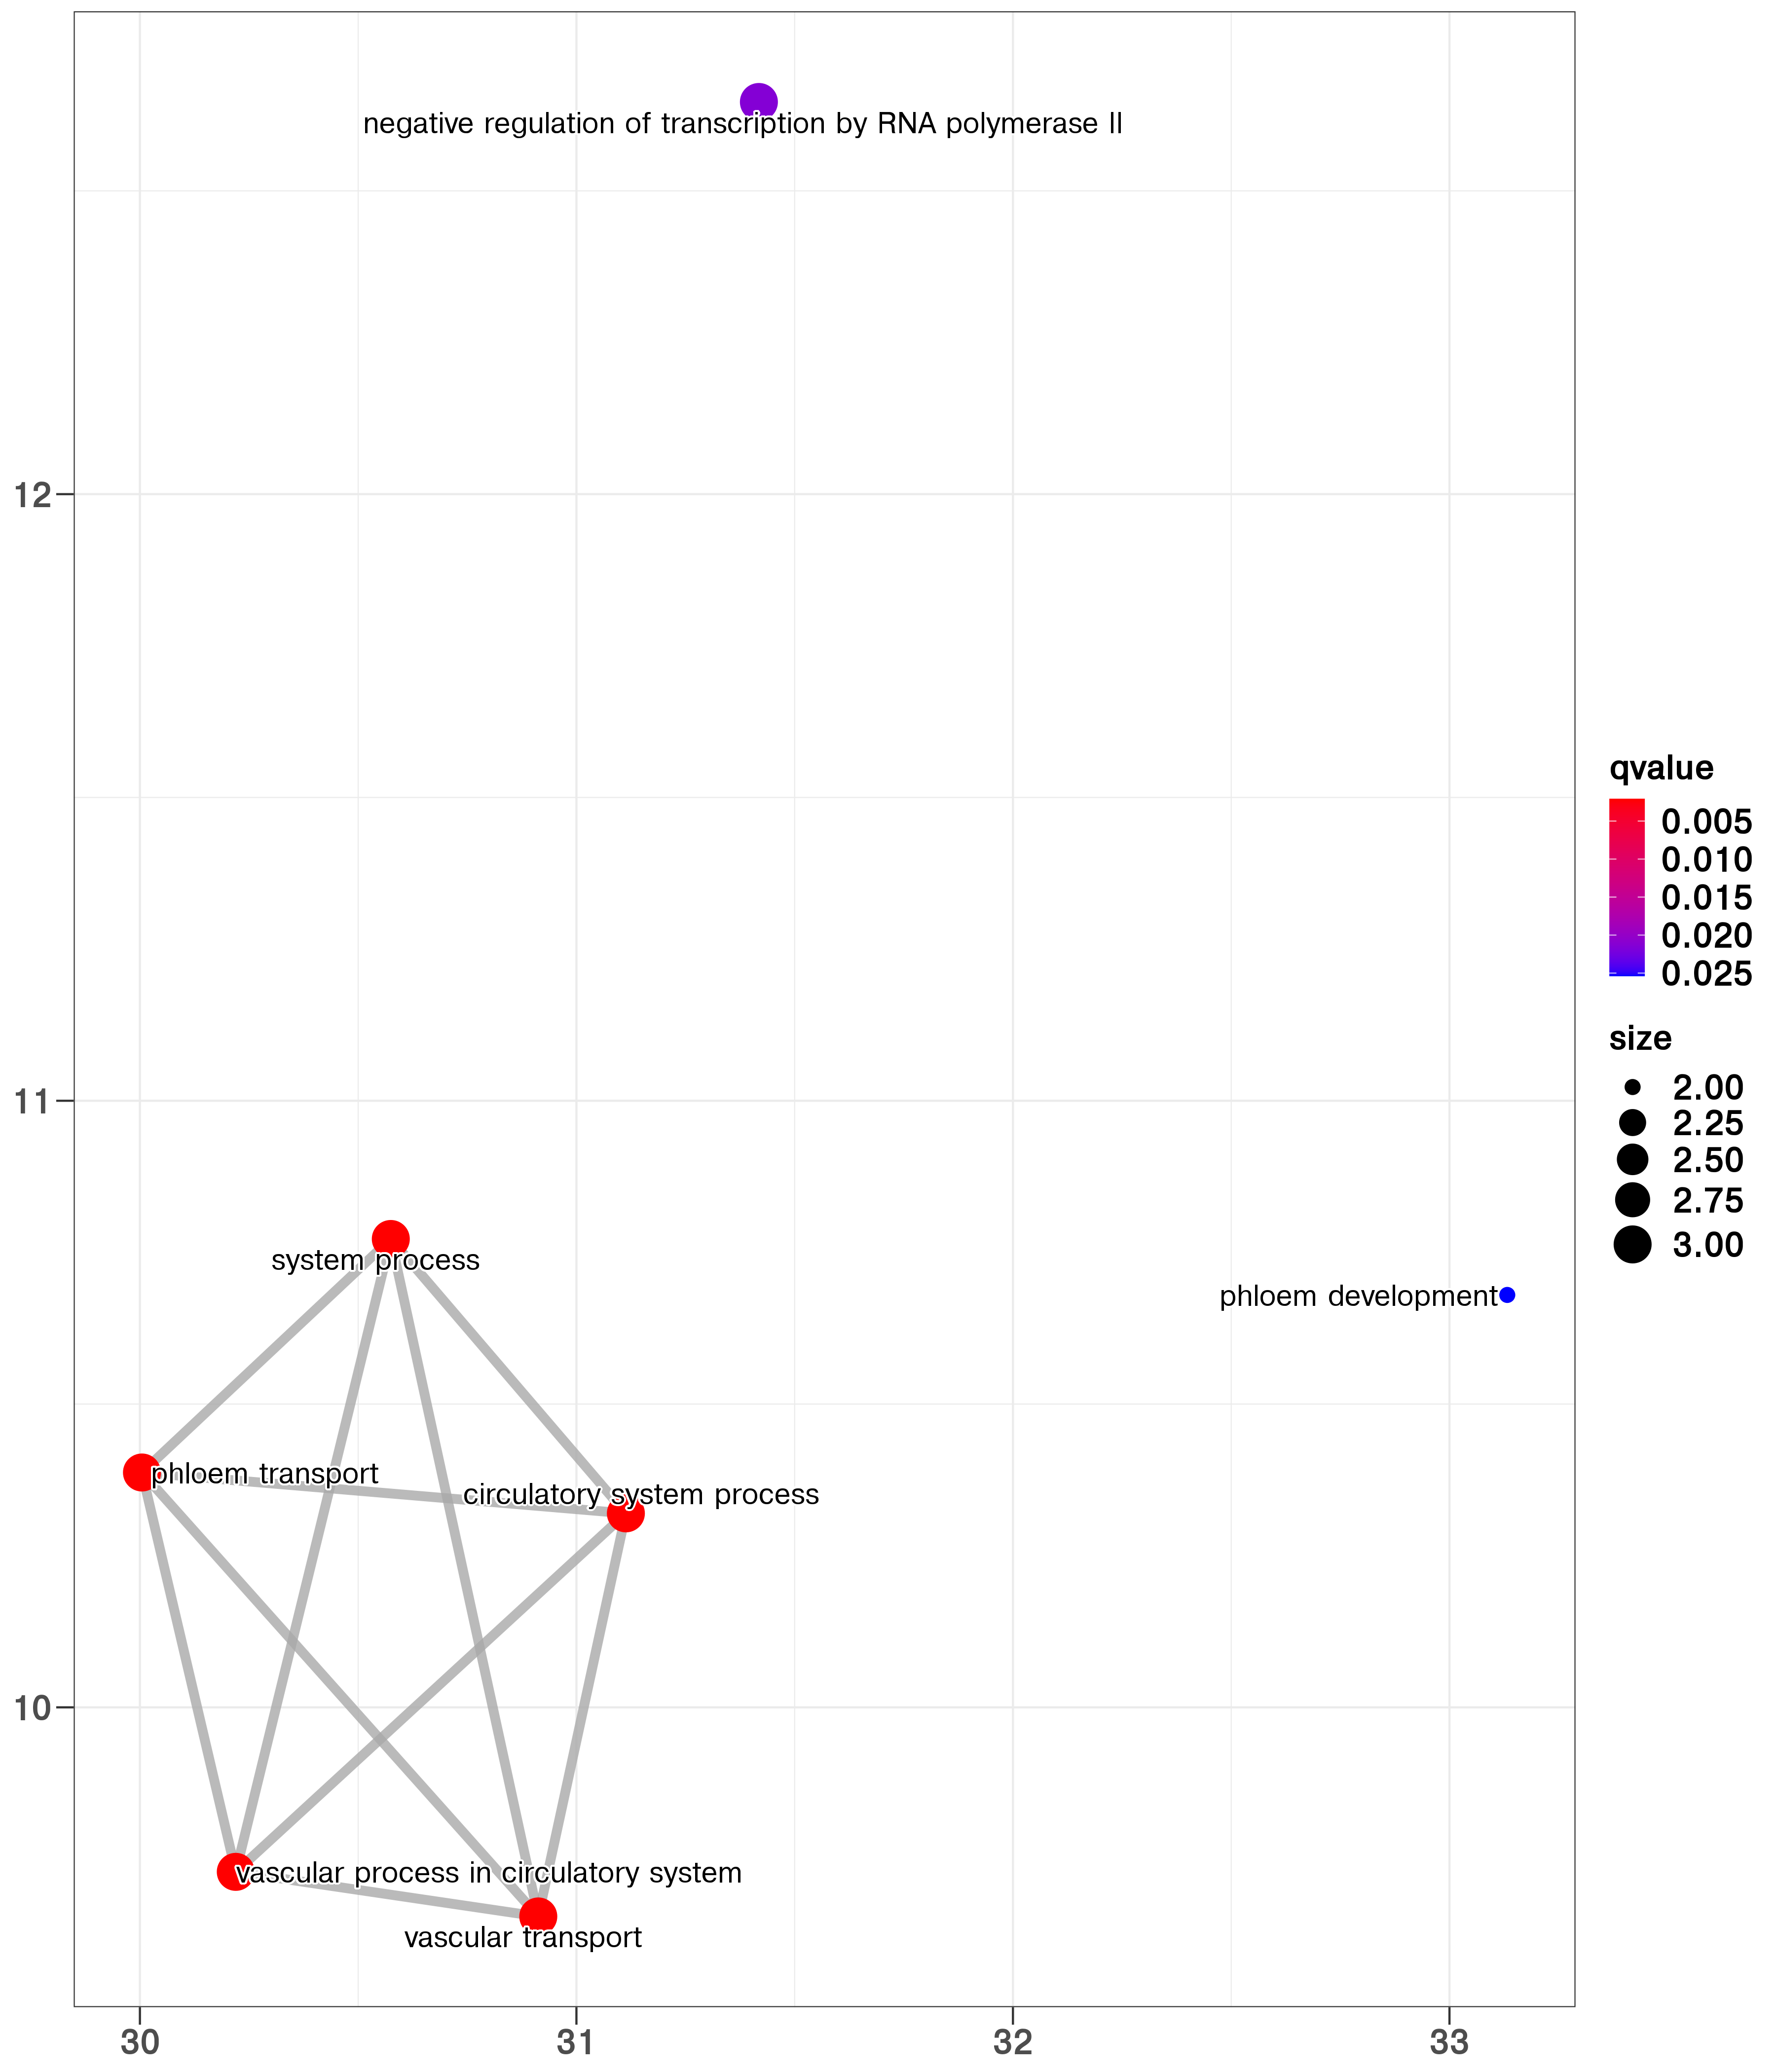 negative regulation of transcription by RNA polymerase II
12
11
10
system process
phloem development
phloem transport
circulatory system process
vascular process in circulatory system
vascular transport
30
31
32
33
qvalue
0.005
0.010
0.015
0.020
0.025
size
2.00
2.25
2.50
2.75
3.00